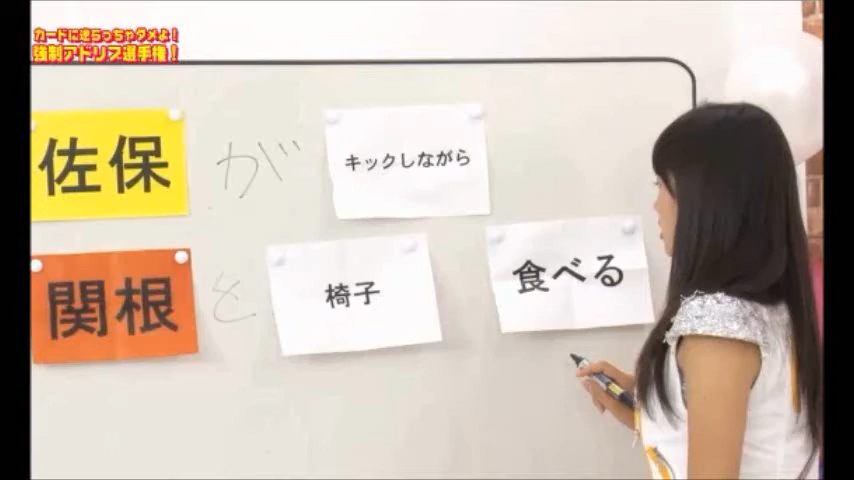 カードに逆らっちゃダメよ！
強制アドリブ選手権！
佐保 が キックしながら
関根 と 椅子 食べる